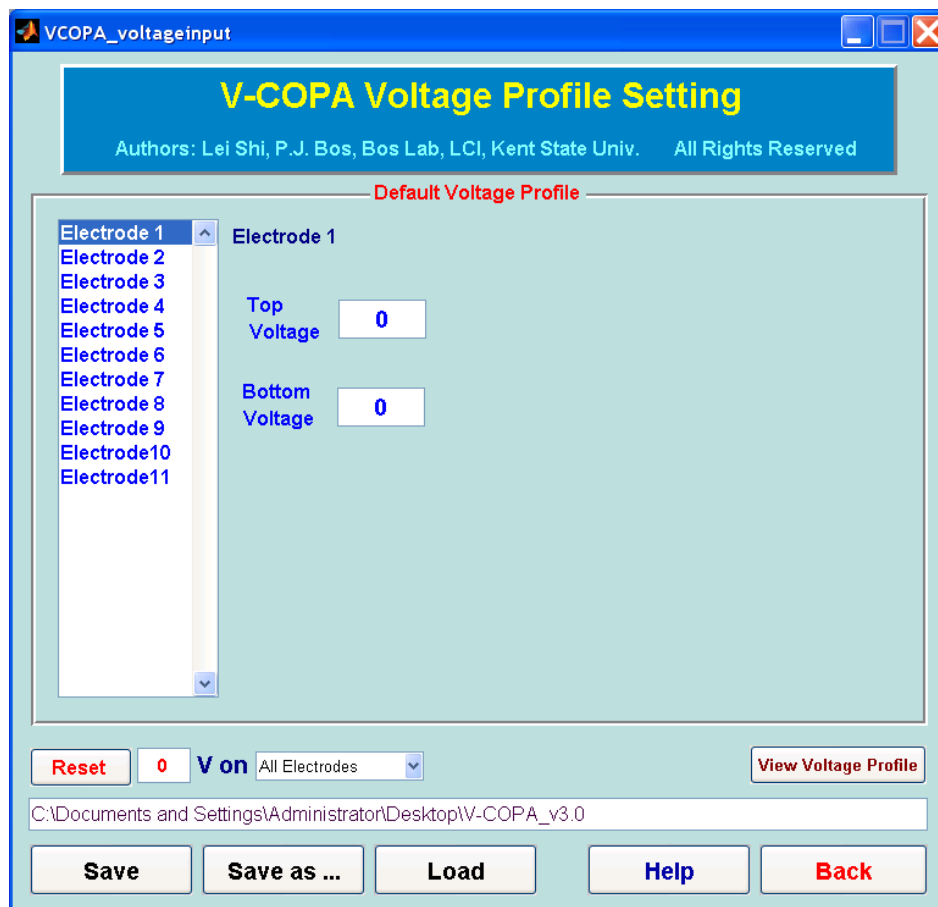 VCOPA_voltageinput
V-COPA Voltage Profile Setting
Authors: Lei Shi, P.J. Bos, Bos Lab, LCI, Kent State Univ. All Rights Reserved
Default Voltage Profile
Electrode 1
Electrode 2
Electrode 3
Electrode 4
Electrode 5
Electrode 6
Electrode 7
Electrode 8
Electrode 9
Electrode10
Electrode11
Electrode 1
Top
Voltage
0
Bottom
Voltage
0
Reset 0 V on All Electrodes View Voltage Profile
C:\Documents and Settings\Administrator\Desktop\V-COPA_v3.0
Save Save as ... Load Help Back